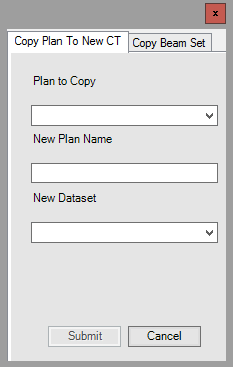 x
Copy Plan To New CT Copy Beam Set
Plan to Copy
New Plan Name
New Dataset
Submit Cancel